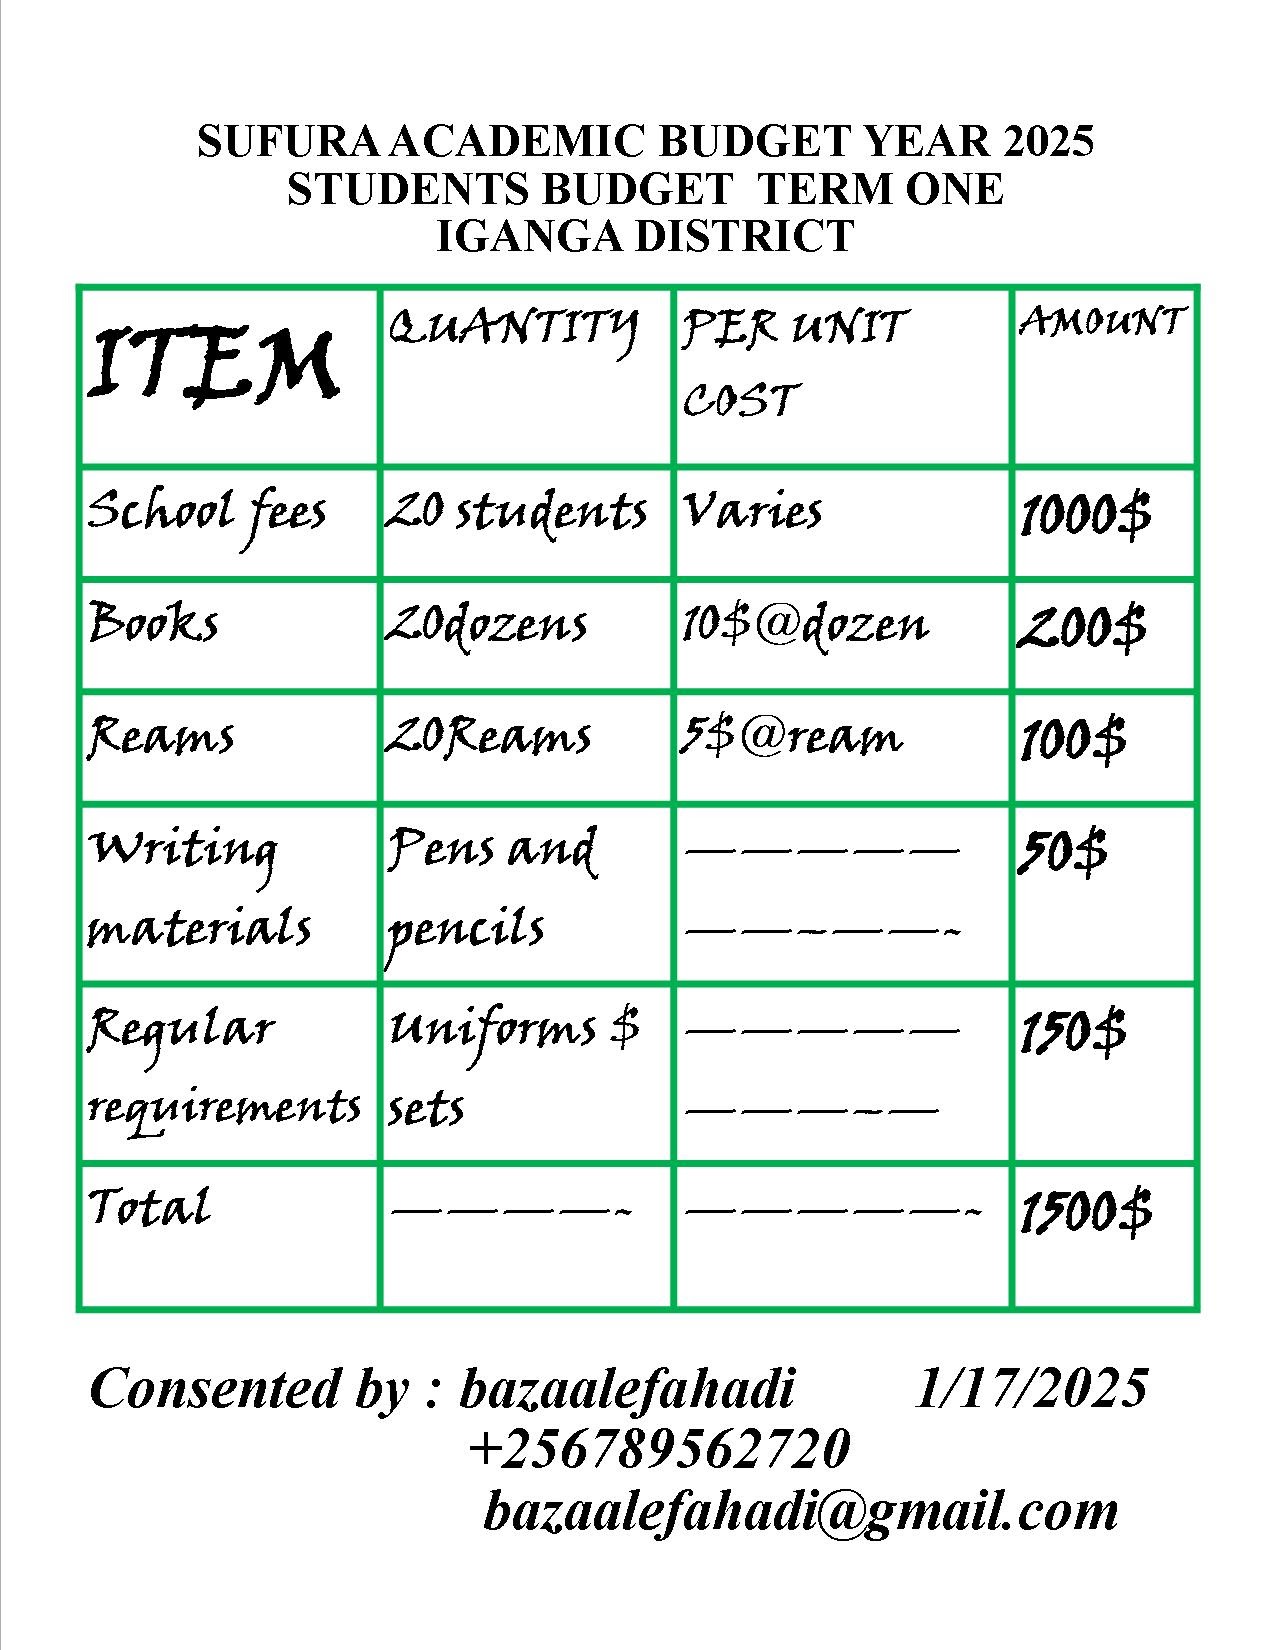 SUFURA ACADEMIC BUDGET YEAR 2025
STUDENTS BUDGET  TERM ONE
IGANGA DISTRICT
ITEM QUANTITY PER UNIT COST AMOUNT
School fees 20 students Varies 1000$
Books 20dozens 10$@dozen 200$
Reams 20Reams 5$@ream 100$
Writing materials Pens and pencils —————
——–——- 50$
Regular requirements Uniforms $ sets —————
———–— 150$
Total ————- —————- 1500$
Consented by : bazaalefahadi 1/17/2025
+256789562720
bazaalefahadi@gmail.com